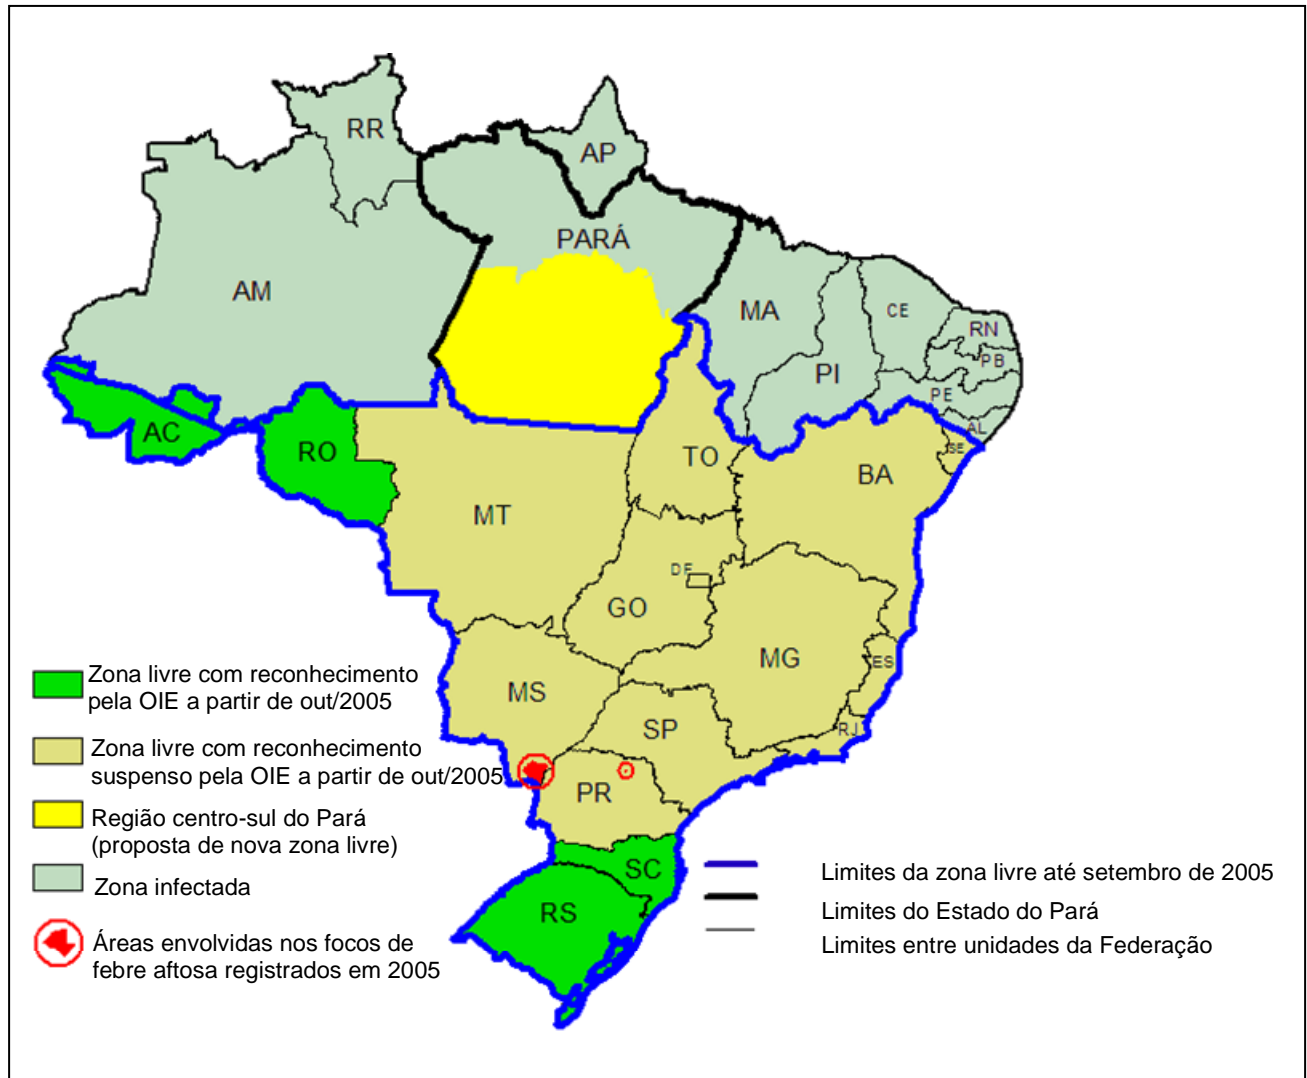 RR
AP
PARÁ
AM
MA
CE
RN
PB
PI
PE
AL
SE
AC
RO
TO
BA
MT
DF
GO
MG
ES
MS
SP
RJ
PR
SC
RS
Zona livre com reconhecimento
pela OIE a partir de out/2005
Zona livre com reconhecimento
suspenso pela OIE a partir de out/2005
Região centro-sul do Pará
(proposta de nova zona livre)
Zona infectada
Áreas envolvidas nos focos de
febre aftosa registrados em 2005
Limites da zona livre até setembro de 2005
Limites do Estado do Pará
Limites entre unidades da Federação